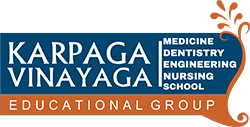 KARPAGA
VINAYAGA
MEDICINE
DENTISTRY
ENGINEERING
NURSING
SCHOOL
EDUCATIONAL GROUP